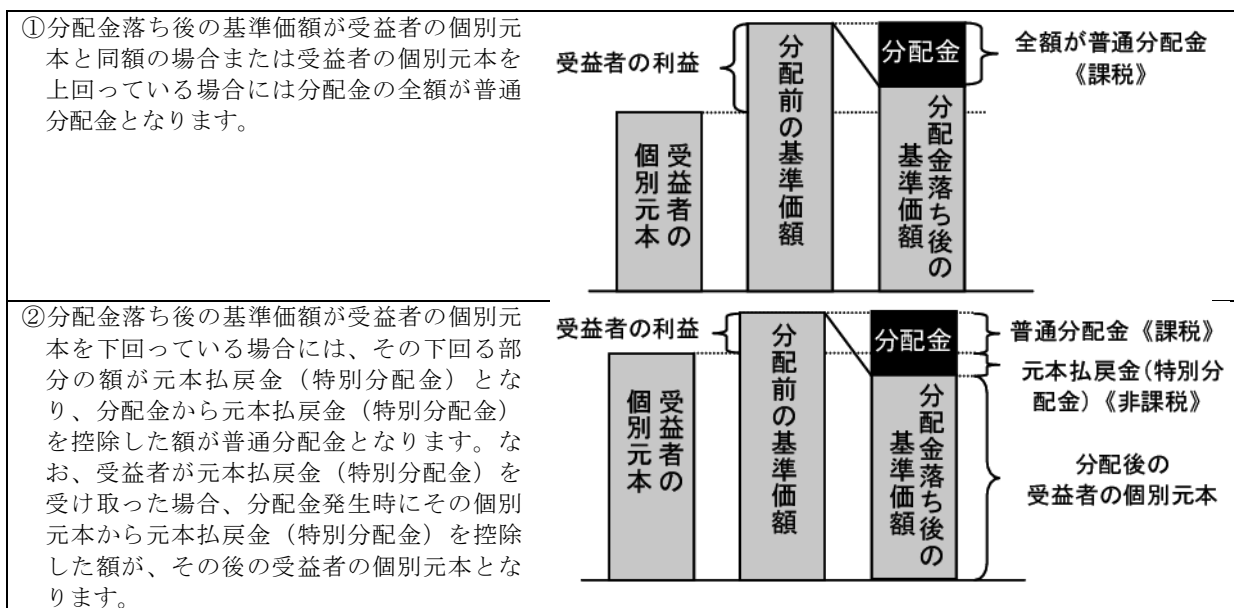 ①分配金落ち後の基準価額が受益者の個別元
本と同額の場合または受益者の個別元本を
上回っている場合には分配金の全額が普通
分配金となります。
受益者の利益
受益者の
個別元本
分配前の基準価額
分配金
分配金落ち後の
基準価額
全額が普通分配金
《課税》
②分配金落ち後の基準価額が受益者の個別元
本を下回っている場合には、その下回る部
分の額が元本払戻金（特別分配金）とな
り、分配金から元本払戻金（特別分配金）
を控除した額が普通分配金となります。な
お、受益者が元本払戻金（特別分配金）を
受け取った場合、分配金発生時にその個別
元本から元本払戻金（特別分配金）を控除
した額が、その後の受益者の個別元本とな
ります。
受益者の利益
受益者の
個別元本
分配前の基準価額
分配金
分配金落ち後の
基準価額
普通分配金《課税》
元本払戻金(特別分
配金)《非課税》
分配後の
受益者の個別元本